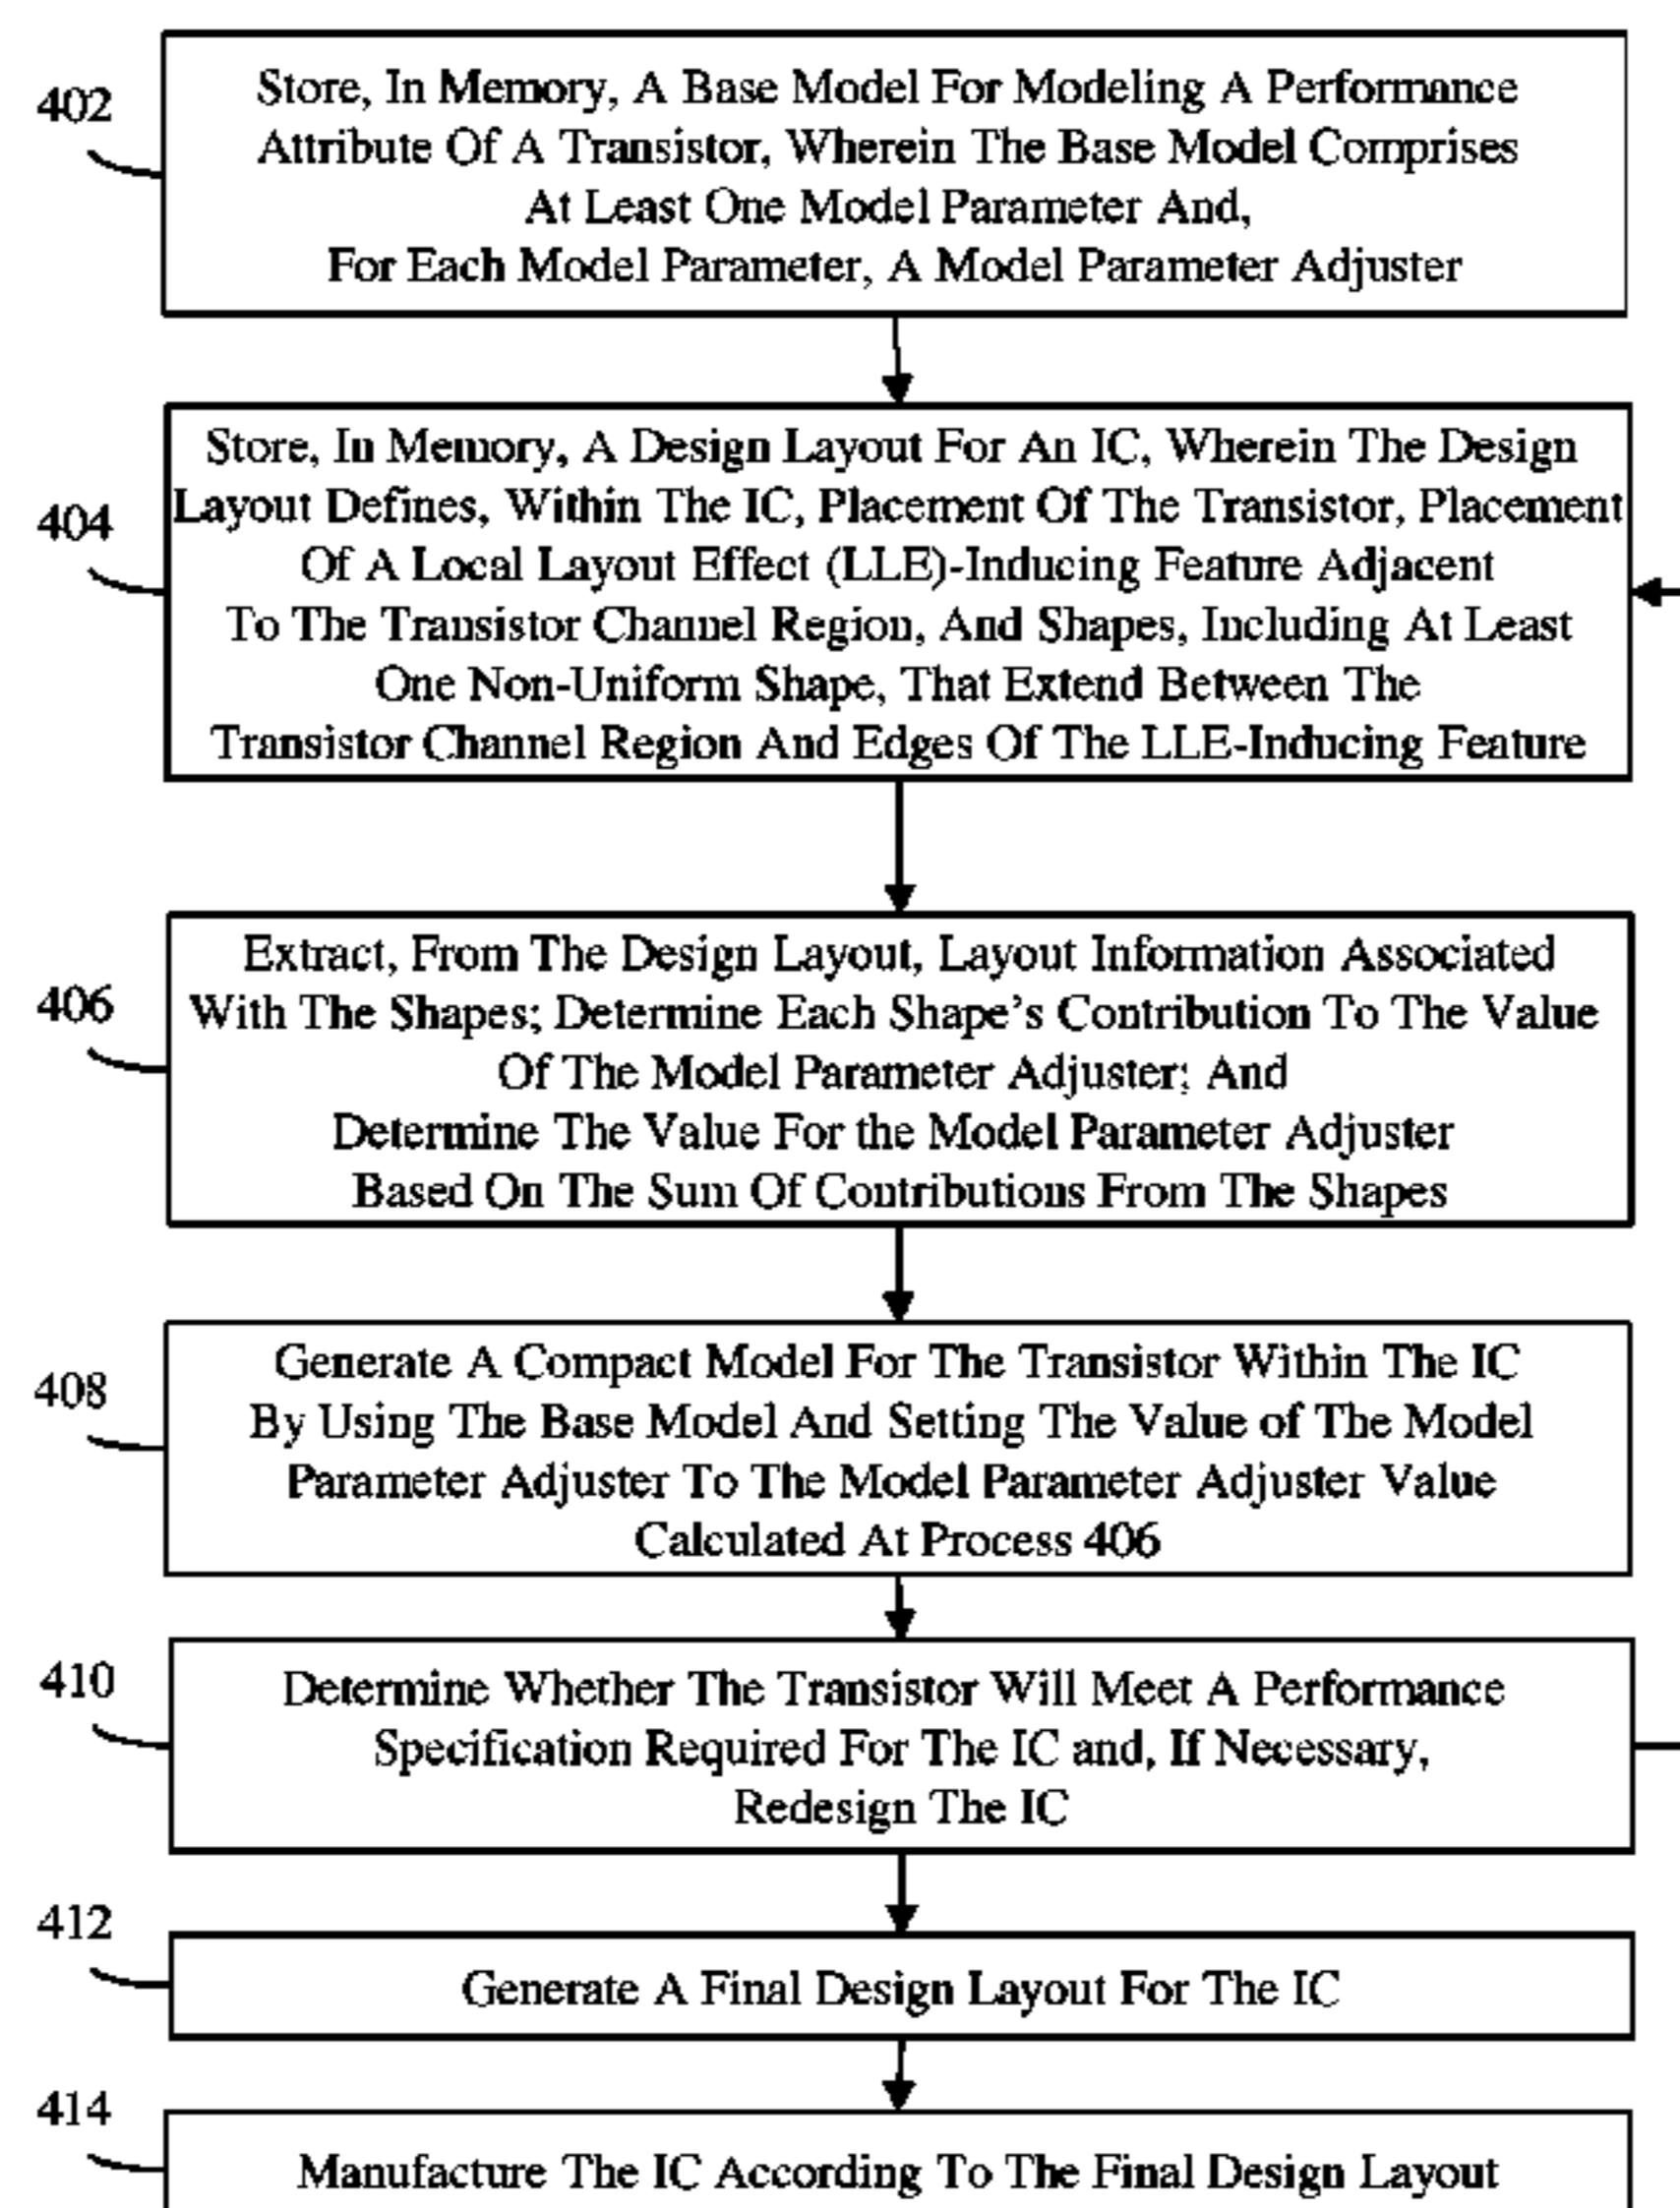 402
Store, In Memory, A Base Model For Modeling A Performance
Attribute Of A Transistor, Wherein The Base Model Comprises
At Least One Model Parameter And,
For Each Model Parameter, A Model Parameter Adjuster
404
Store, In Memory, A Design Layout For An IC, Wherein The Design
Layout Defines, Within The IC, Placement Of The Transistor, Placement
Of A Local Layout Effect (LLE)-Inducing Feature Adjacent
To The Transistor Channel Region, And Shapes, Including At Least
One Non-Uniform Shape, That Extend Between The
Transistor Channel Region And Edges Of The LLE-Inducing Feature
406
Extract, From The Design Layout, Layout Information Associated
With The Shapes; Determine Each Shape's Contribution To The Value
Of The Model Parameter Adjuster; And
Determine The Value For the Model Parameter Adjuster
Based On The Sum Of Contributions From The Shapes
408
Generate A Compact Model For The Transistor Within The IC
By Using The Base Model And Setting The Value of The Model
Parameter Adjuster To The Model Parameter Adjuster Value
Calculated At Process 406
410
Determine Whether The Transistor Will Meet A Performance
Specification Required For The IC and, If Necessary,
Redesign The IC
412
Generate A Final Design Layout For The IC
414
Manufacture The IC According To The Final Design Layout